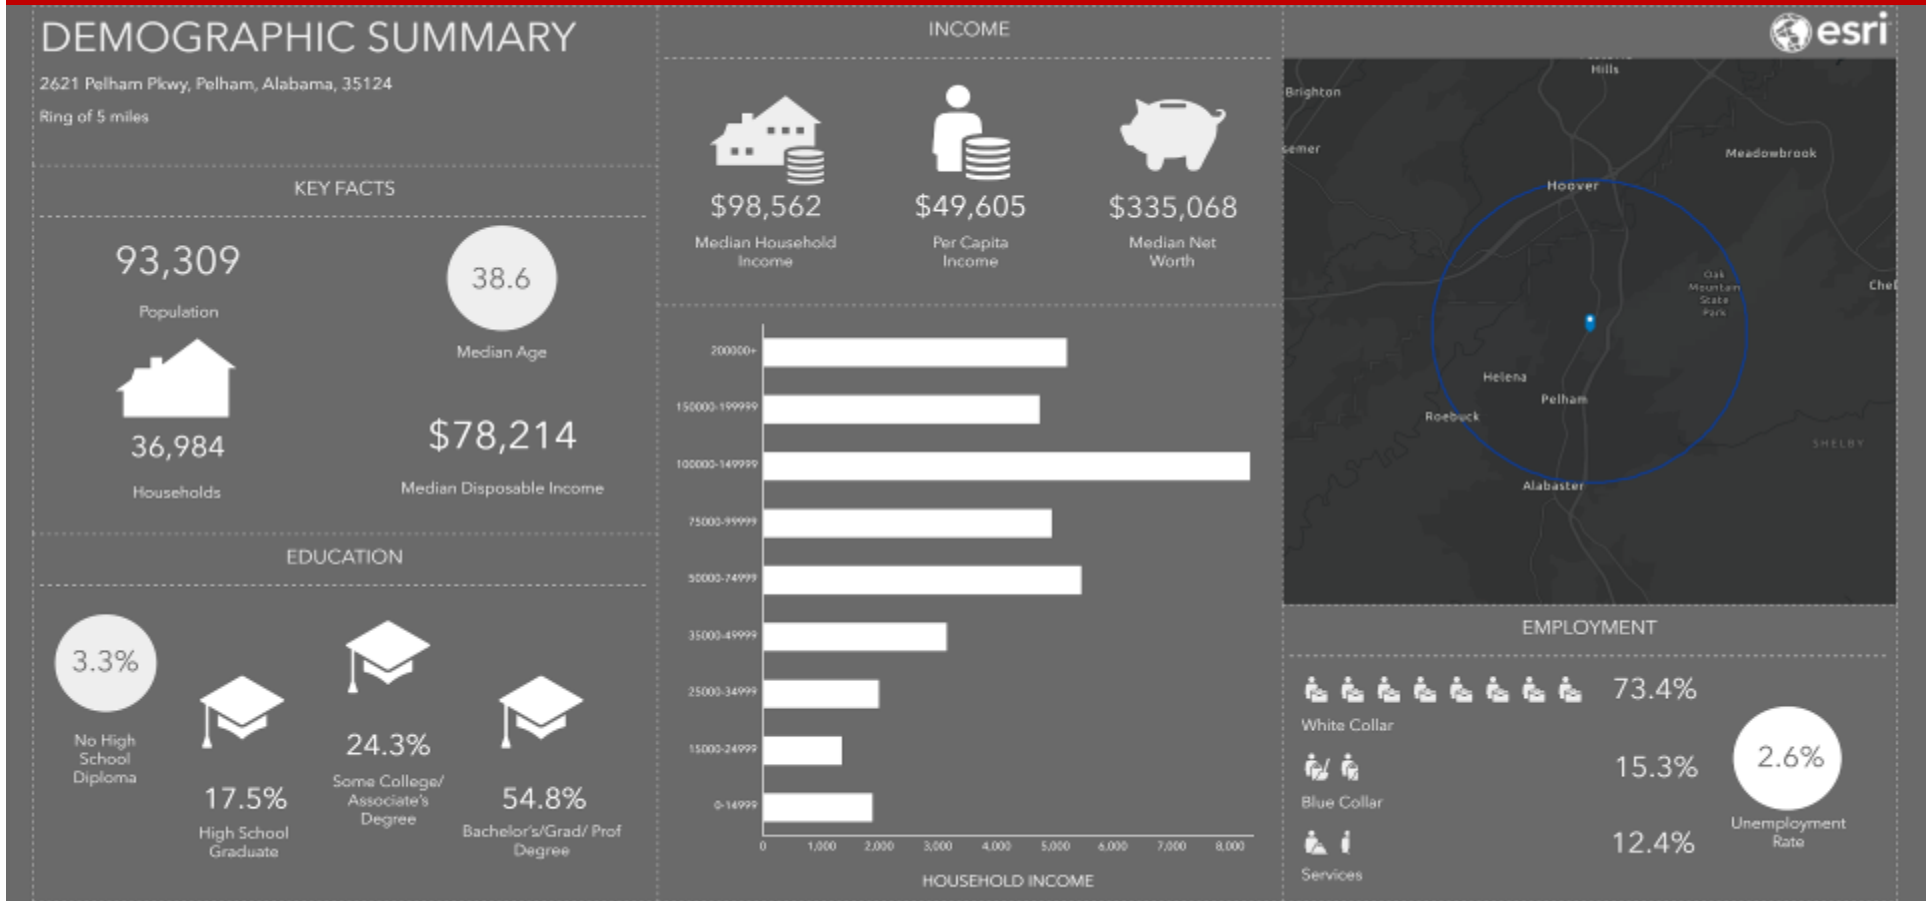 DEMOGRAPHIC SUMMARY
2621 Pelham Pkwy, Pelham, Alabama, 35124
Ring of 5 miles
KEY FACTS
93,309
Population
38.6
Median Age
36,984
Households
$78,214
Median Disposable Income
EDUCATION
3.3%
No High
School
Diploma
17.5%
High School
Graduate
24.3%
Some College/
Associate's
Degree
54.8%
Bachelor's/Grad/ Prof
Degree
INCOME
$98,562
Median Household
Income
$49,605
Per Capita
Income
$335,068
Median Net
Worth
200000+
150000-199999
100000-149999
75000-99999
50000-74999
35000-49999
25000-34999
15000-24999
0-14999
0 1,000 2,000 3,000 4,000 5,000 6,000 7,000 8,000
HOUSEHOLD INCOME
esri
Hills
Brighton
semer
Meadowbrook
Hoover
Oak
Mountain
State
Park
Chel
Helena
Pelham
Roebuck
SHELBY
Alabaster
EMPLOYMENT
73.4%
White Collar
15.3%
Blue Collar
12.4%
Services
2.6%
Unemployment
Rate